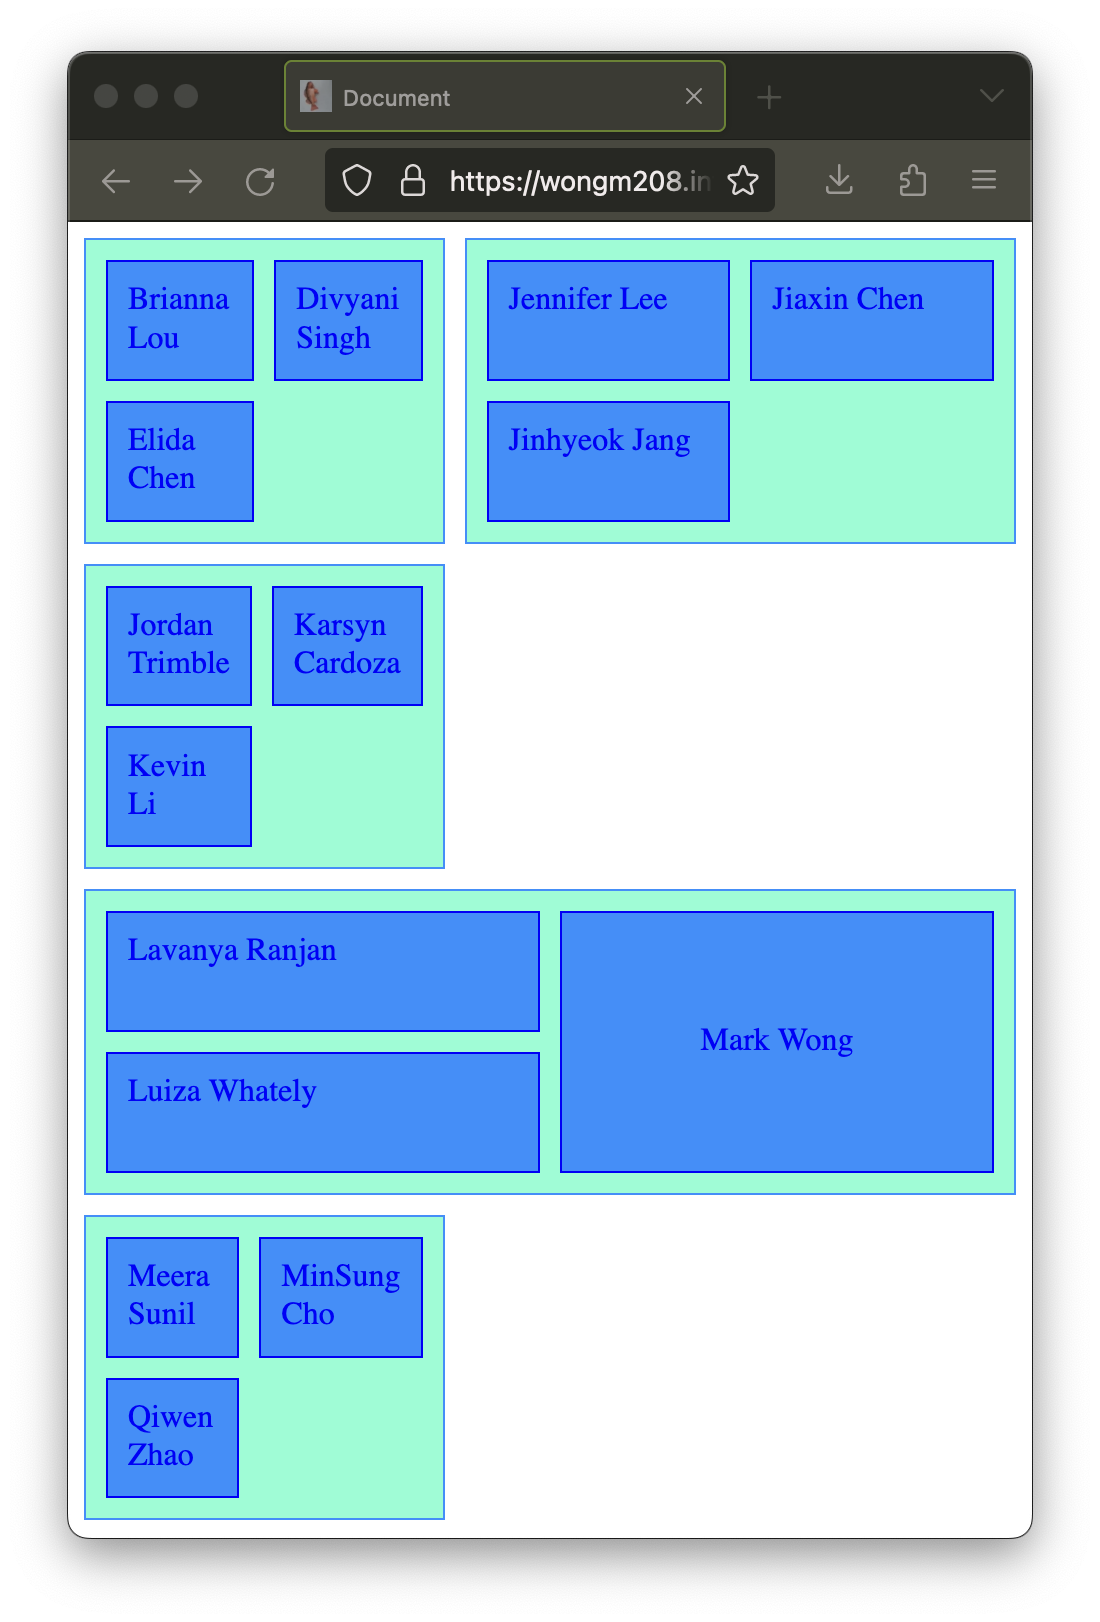 Document
https://wongm208.in
Brianna
Lou
Divyani
Singh
Elida
Chen
Jennifer Lee
Jiaxin Chen
Jinhyeok Jang
Jordan
Trimble
Karsyn
Cardoza
Kevin
Li
Lavanya Ranjan
Luiza Whately
Mark Wong
Meera
Sunil
MinSung
Cho
Qiwen
Zhao